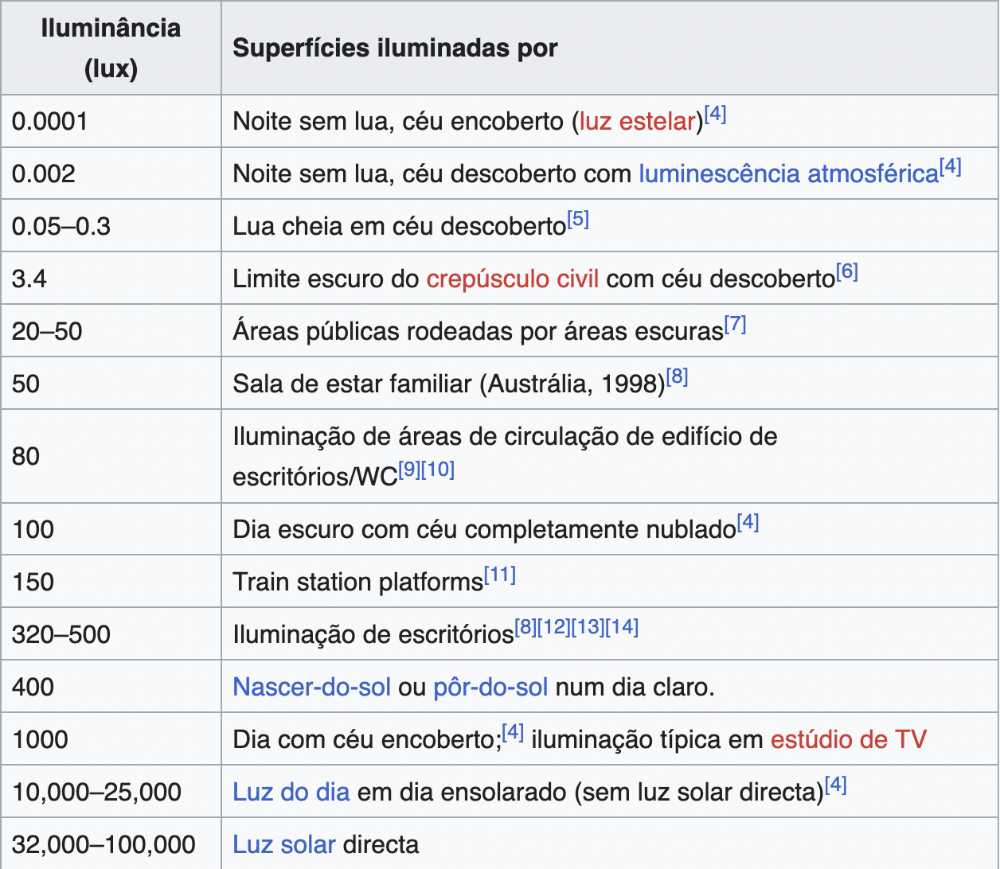 Iluminância
(lux)
Superfícies iluminadas por
0.0001
Noite sem lua, céu encoberto (luz estelar)[4]
0.002
Noite sem lua, céu descoberto com luminescência atmosférica[4]
0.05–0.3
Lua cheia em céu descoberto[5]
3.4
Limite escuro do crepúsculo civil com céu descoberto[6]
20–50
Áreas públicas rodeadas por áreas escuras[7]
50
Sala de estar familiar (Austrália, 1998)[8]
80
Iluminação de áreas de circulação de edifício de
escritórios/WC[9][10]
100
Dia escuro com céu completamente nublado[4]
150
Train station platforms[11]
320–500
Iluminação de escritórios[8][12][13][14]
400
Nascer-do-sol ou pôr-do-sol num dia claro.
1000
Dia com céu encoberto;[4] iluminação típica em estúdio de TV
10,000–25,000
Luz do dia em dia ensolarado (sem luz solar directa)[4]
32,000–100,000
Luz solar directa